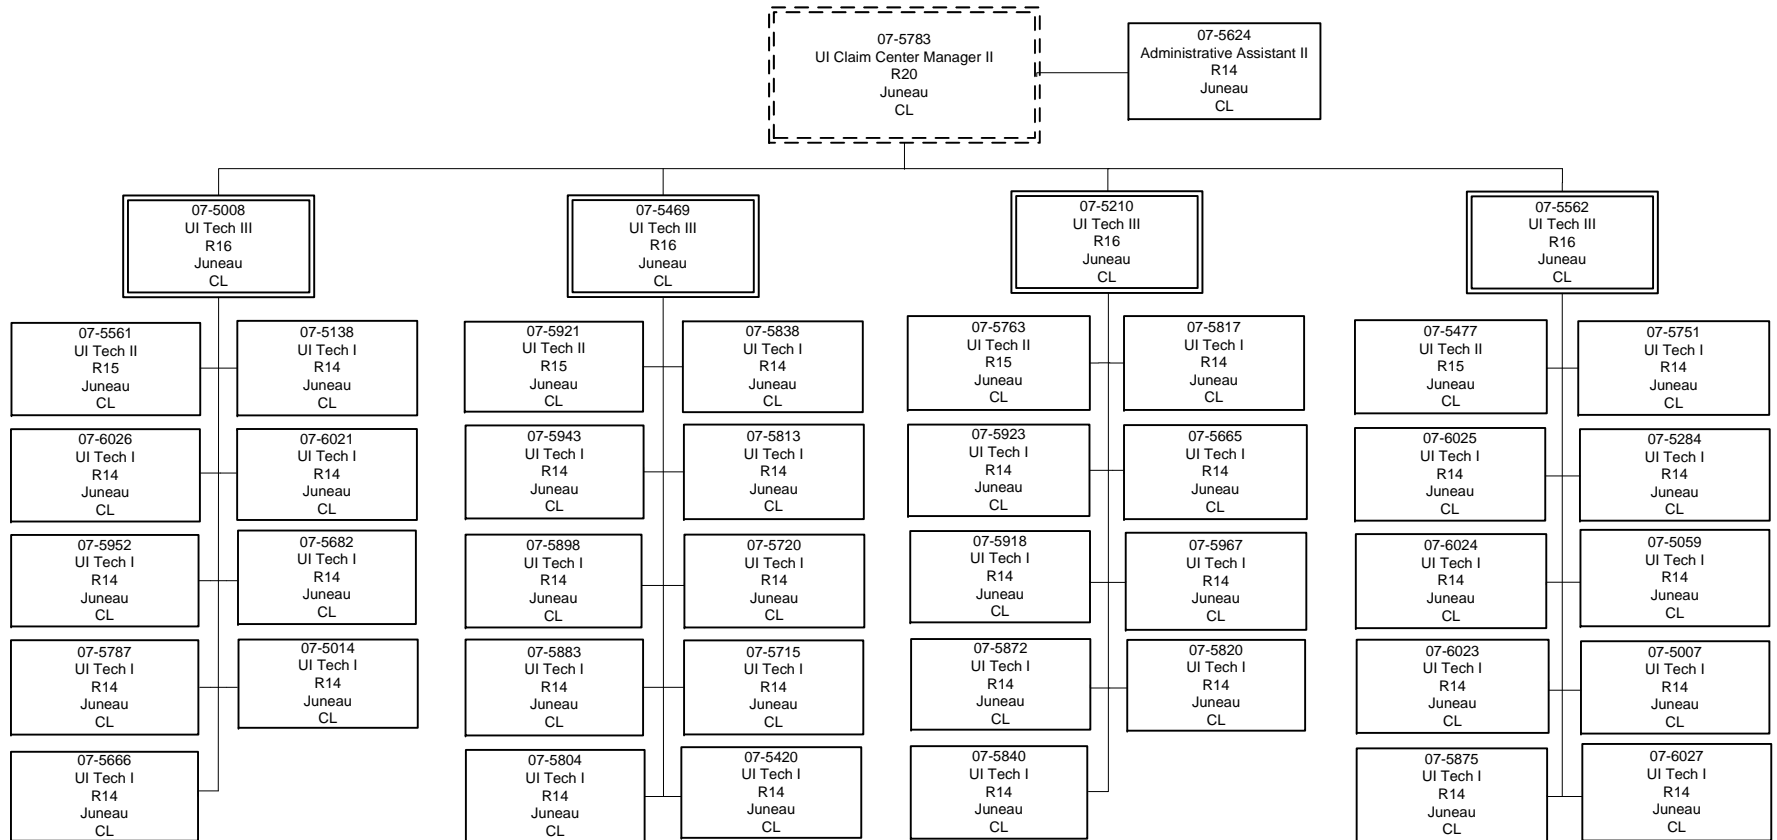 07-5783
UI Claim Center Manager II
R20
Juneau
CL
07-5624
Administrative Assistant II
R14
Juneau
CL
07-5008
UI Tech III
R16
Juneau
CL
07-5469
UI Tech III
R16
Juneau
CL
07-5210
UI Tech III
R16
Juneau
CL
07-5562
UI Tech III
R16
Juneau
CL
07-5561
UI Tech II
R15
Juneau
CL
07-5138
UI Tech I
R14
Juneau
CL
07-6026
UI Tech I
R14
Juneau
CL
07-6021
UI Tech I
R14
Juneau
CL
07-5952
UI Tech I
R14
Juneau
CL
07-5682
UI Tech I
R14
Juneau
CL
07-5787
UI Tech I
R14
Juneau
CL
07-5014
UI Tech I
R14
Juneau
CL
07-5666
UI Tech I
R14
Juneau
CL
07-5921
UI Tech II
R15
Juneau
CL
07-5838
UI Tech I
R14
Juneau
CL
07-5943
UI Tech I
R14
Juneau
CL
07-5813
UI Tech I
R14
Juneau
CL
07-5898
UI Tech I
R14
Juneau
CL
07-5720
UI Tech I
R14
Juneau
CL
07-5883
UI Tech I
R14
Juneau
CL
07-5715
UI Tech I
R14
Juneau
CL
07-5804
UI Tech I
R14
Juneau
CL
07-5420
UI Tech I
R14
Juneau
CL
07-5763
UI Tech II
R15
Juneau
CL
07-5817
UI Tech I
R14
Juneau
CL
07-5923
UI Tech I
R14
Juneau
CL
07-5665
UI Tech I
R14
Juneau
CL
07-5918
UI Tech I
R14
Juneau
CL
07-5967
UI Tech I
R14
Juneau
CL
07-5872
UI Tech I
R14
Juneau
CL
07-5820
UI Tech I
R14
Juneau
CL
07-5840
UI Tech I
R14
Juneau
CL
07-5477
UI Tech II
R15
Juneau
CL
07-5751
UI Tech I
R14
Juneau
CL
07-6025
UI Tech I
R14
Juneau
CL
07-5284
UI Tech I
R14
Juneau
CL
07-6024
UI Tech I
R14
Juneau
CL
07-5059
UI Tech I
R14
Juneau
CL
07-6023
UI Tech I
R14
Juneau
CL
07-5007
UI Tech I
R14
Juneau
CL
07-5875
UI Tech I
R14
Juneau
CL
07-6027
UI Tech I
R14
Juneau
CL